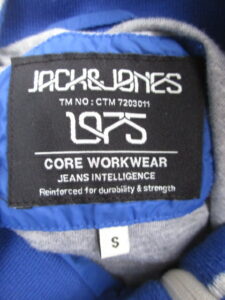 JACK&JONES
TM NO : CTM 7203011
1975
CORE WORKWEAR
JEANS INTELLIGENCE
Reinforced for durability & strength
S